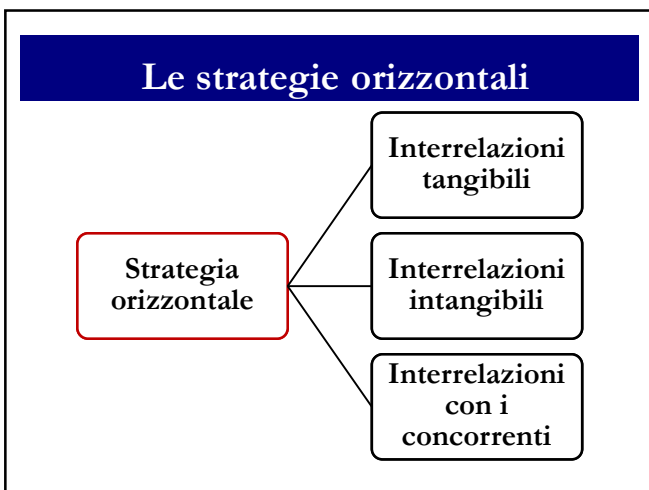 Le strategie orizzontali
Interrelazioni
tangibili
Strategia
orizzontale
Interrelazioni
intangibili
Interrelazioni
con i
concorrenti